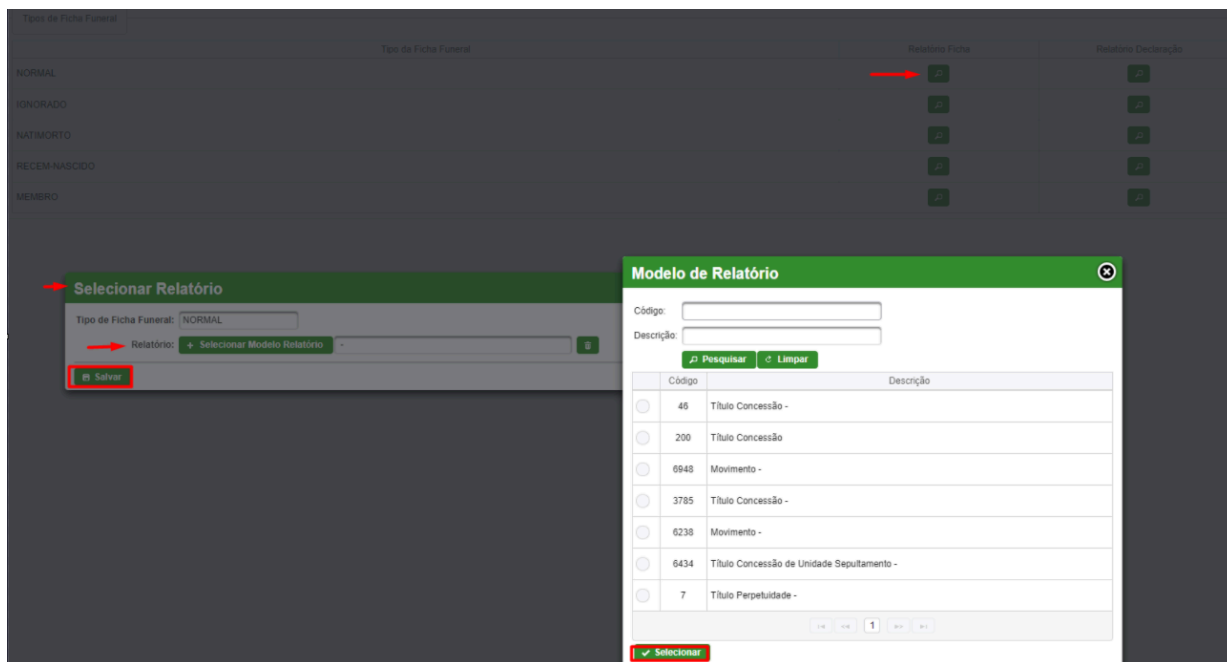 Tipos de Ficha Funeral
Tipo da Ficha Funeral Relatório Ficha Relatório Declaração
NORMAL
IGNORADO
NATIMORTO
RECEM-NASCIDO
MEMBRO
Selecionar Relatório
Tipo de Ficha Funeral: NORMAL
Relatório: + Selecionar Modelo Relatório -
Salvar
Modelo de Relatório
Código:
Descrição:
Pesquisar Limpar
Código Descrição
46 Título Concessão -
200 Título Concessão
6948 Movimento -
3785 Título Concessão -
6238 Movimento -
6434 Título Concessão de Unidade Sepultamento -
7 Título Perpetuidade -
1
Selecionar